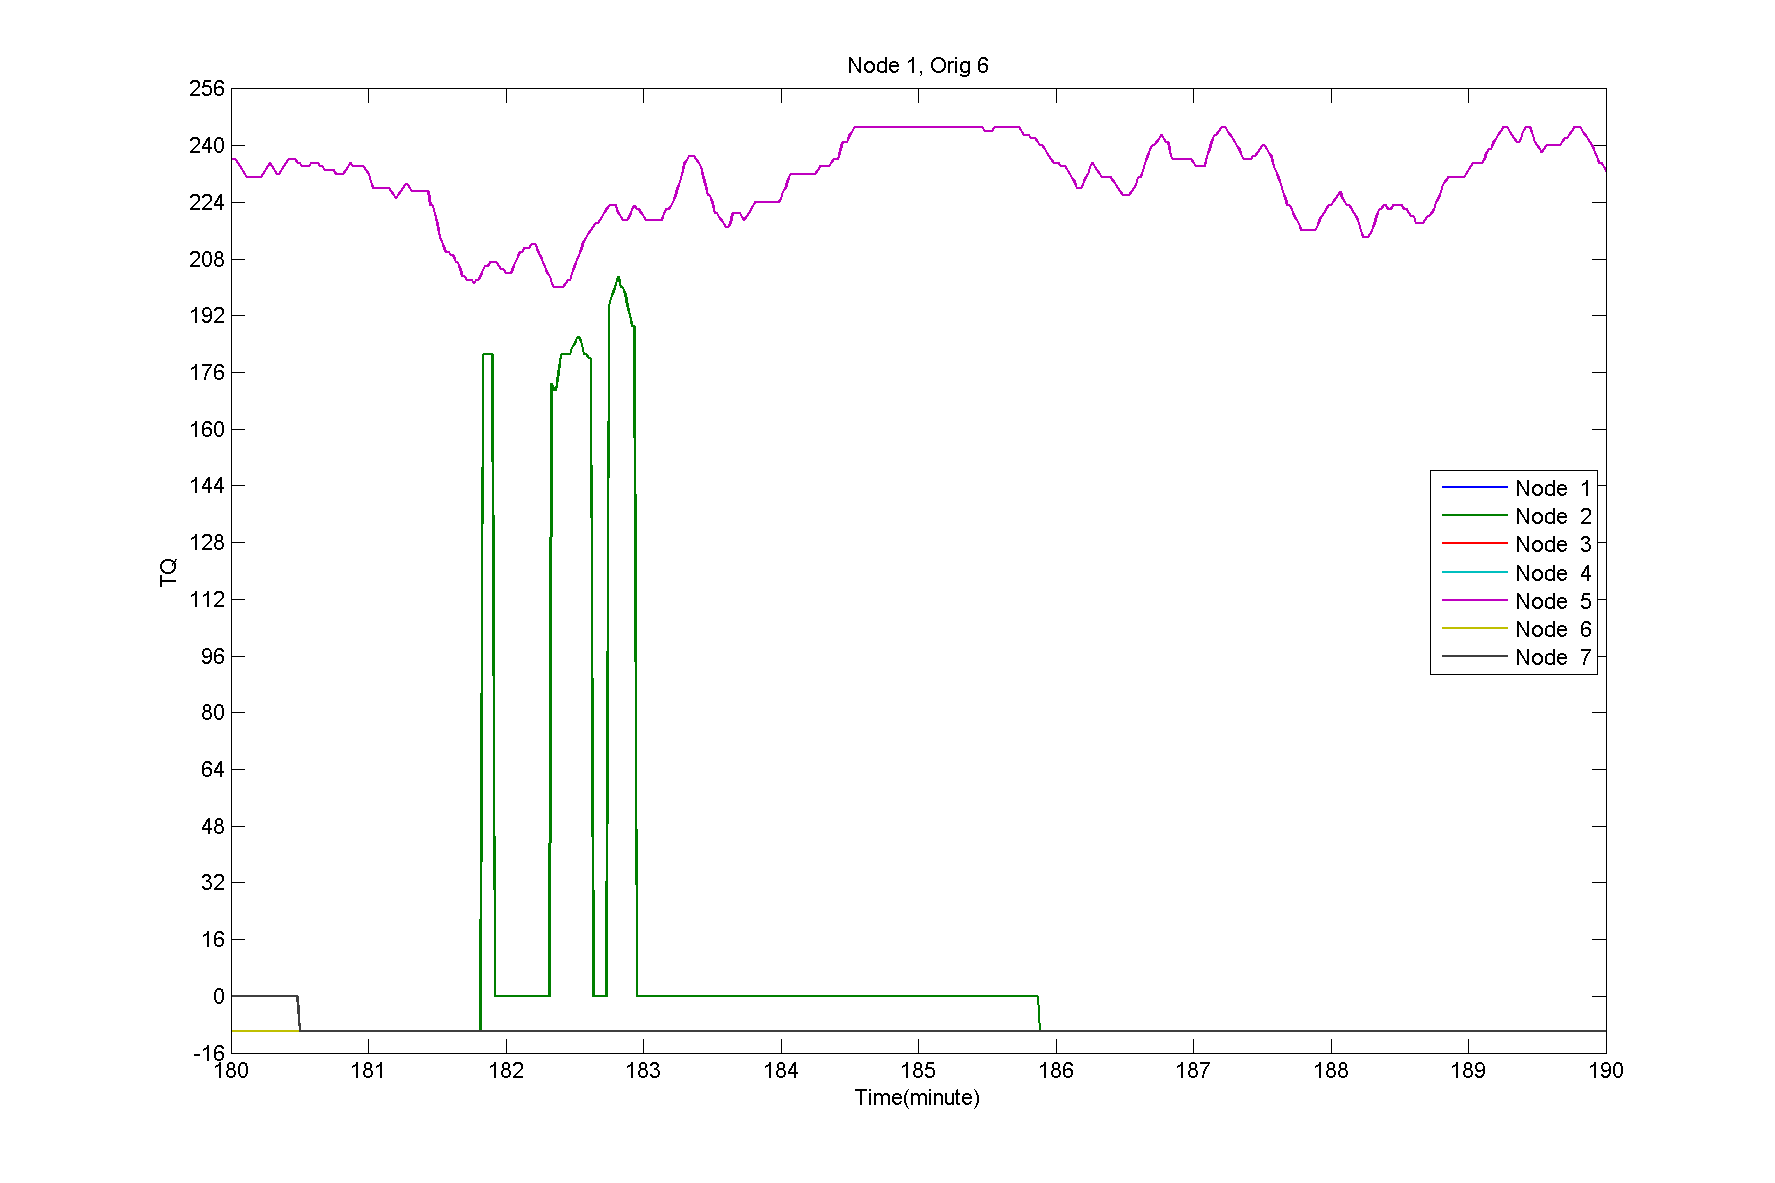 Node 1, Orig 6
256
240
224
208
192
176
160
144
128
112
96
80
64
48
32
16
0
-16
TQ
Node 1
Node 2
Node 3
Node 4
Node 5
Node 6
Node 7
180 181 182 183 184 185 186 187 188 189 190
Time(minute)